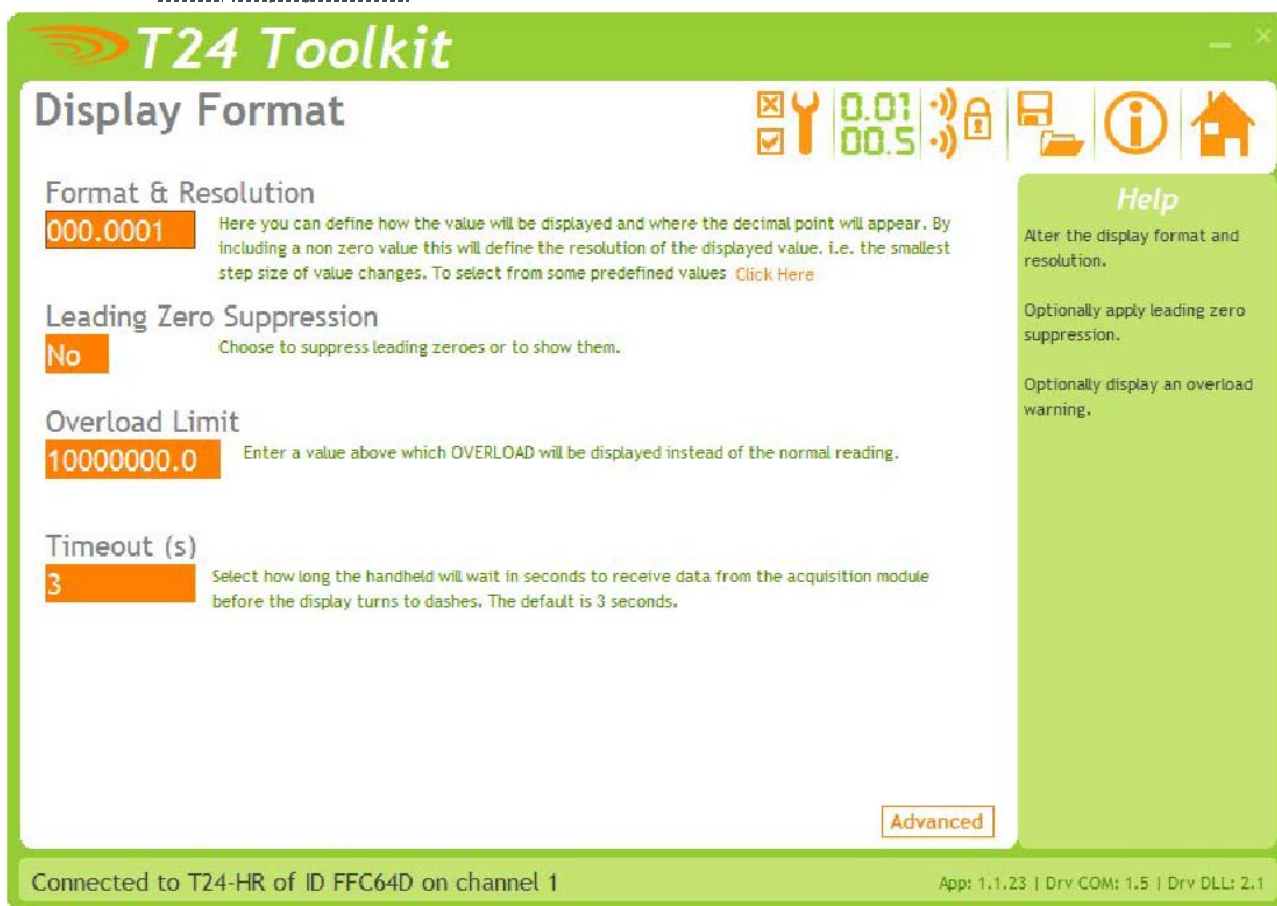 T24 Toolkit
Display Format
0.01
00.5
Format & Resolution
000.0001
Here you can define how the value will be displayed and where the decimal point will appear. By
including a non zero value this will define the resolution of the displayed value. i.e. the smallest
step size of value changes. To select from some predefined values Click Here
Leading Zero Suppression
No
Choose to suppress leading zeroes or to show them.
Overload Limit
10000000.0
Enter a value above which OVERLOAD will be displayed instead of the normal reading.
Timeout (s)
3
Select how long the handheld will wait in seconds to receive data from the acquisition module
before the display turns to dashes. The default is 3 seconds.
Advanced
Help
Alter the display format and
resolution.
Optionally apply leading zero
suppression.
Optionally display an overload
warning.
Connected to T24-HR of ID FFC64D on channel 1
App: 1.1.23 | Drv COM: 1.5 | Drv DLL: 2.1